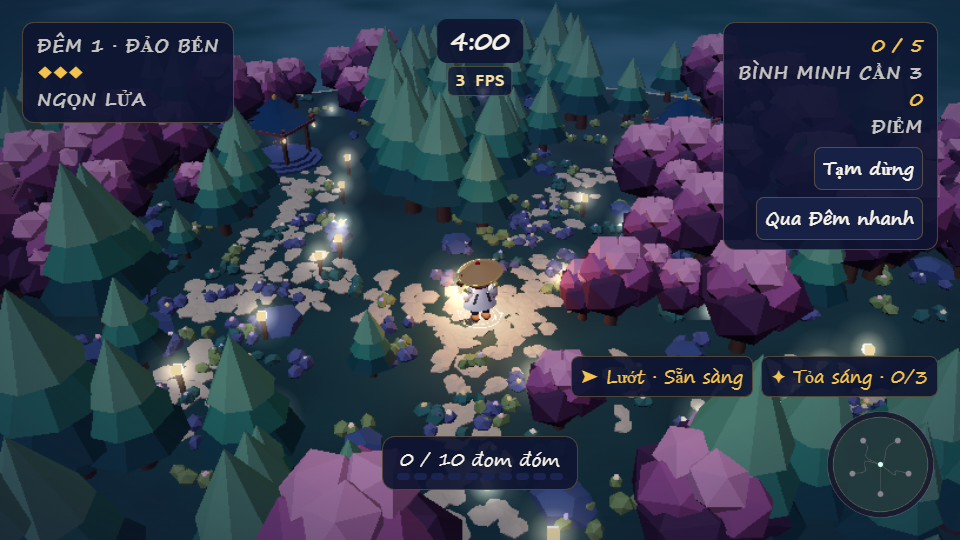 ĐÊM 1 · ĐẢO BẾN
NGỌN LỬA
4:00
3 FPS
0 / 5
BÌNH MINH CẦN 3
0
ĐIỂM
Tạm dừng
Qua Đêm nhanh
➤ Lướt · Sẵn sàng
✦ Tỏa sáng · 0/3
0 / 10 đom đóm